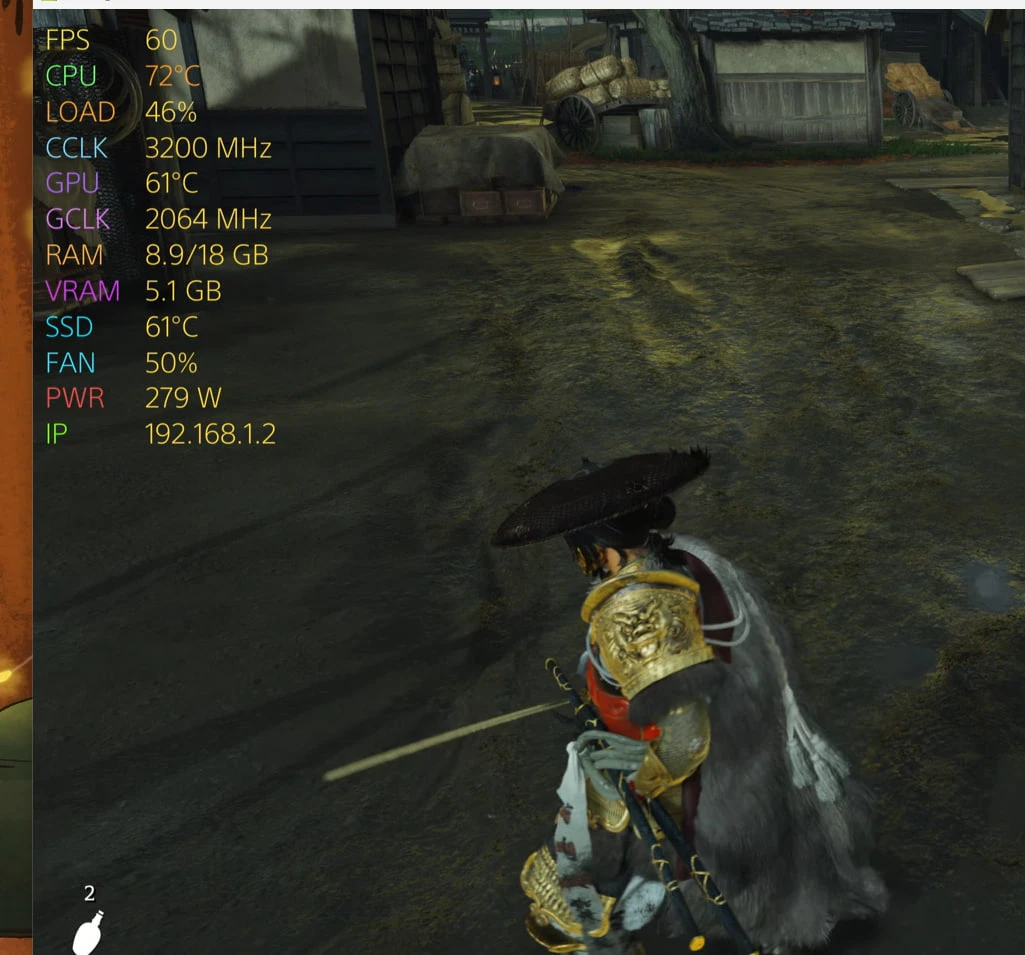 FPS 60
CPU 72°C
LOAD 46%
CCLK 3200 MHz
GPU 61°C
GCLK 2064 MHz
RAM 8.9/18 GB
VRAM 5.1 GB
SSD 61°C
FAN 50%
PWR 279 W
IP 192.168.1.2
2